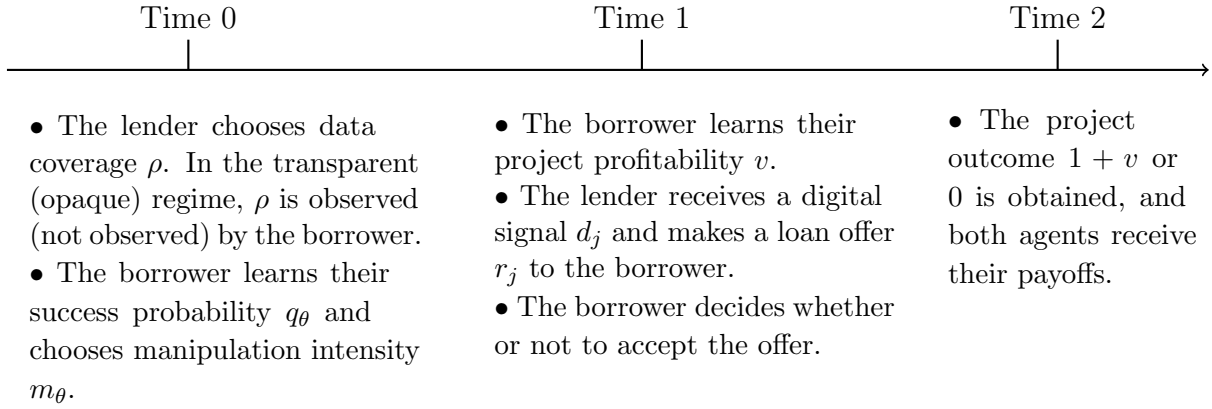 Time 0
Time 1
Time 2
• The lender chooses data
coverage ρ. In the transparent
(opaque) regime, ρ is observed
(not observed) by the borrower.
• The borrower learns their
success probability q_θ and
chooses manipulation intensity
m_θ.
• The borrower learns their
project profitability v.
• The lender receives a digital
signal d_j and makes a loan offer
r_j to the borrower.
• The borrower decides whether
or not to accept the offer.
• The project
outcome 1 + v or
0 is obtained, and
both agents receive
their payoffs.